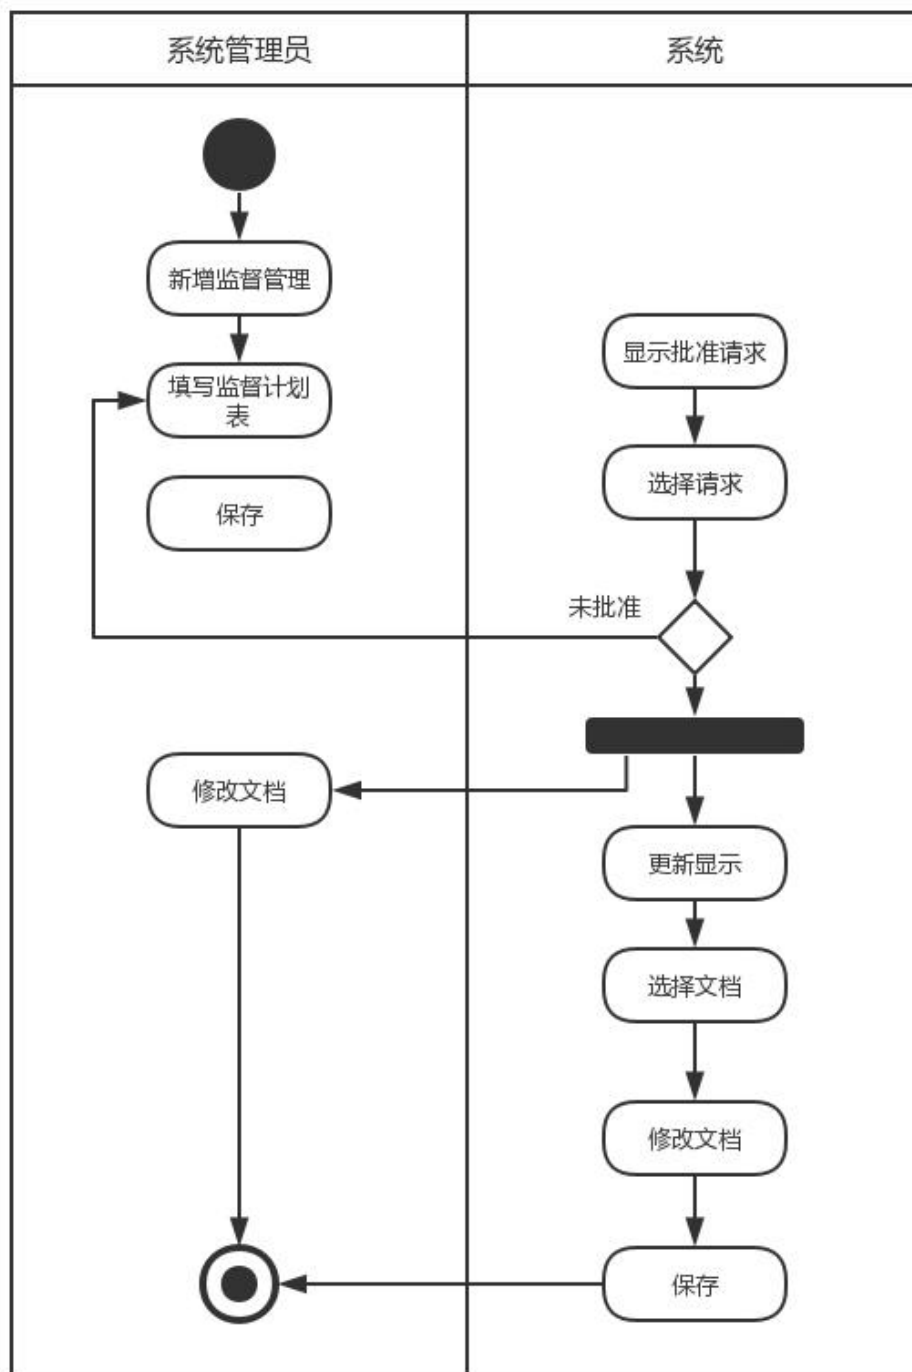 系统管理员
系统
新增监督管理
填写监督计划
表
保存
显示批准请求
选择请求
未批准
修改文档
更新显示
选择文档
修改文档
保存